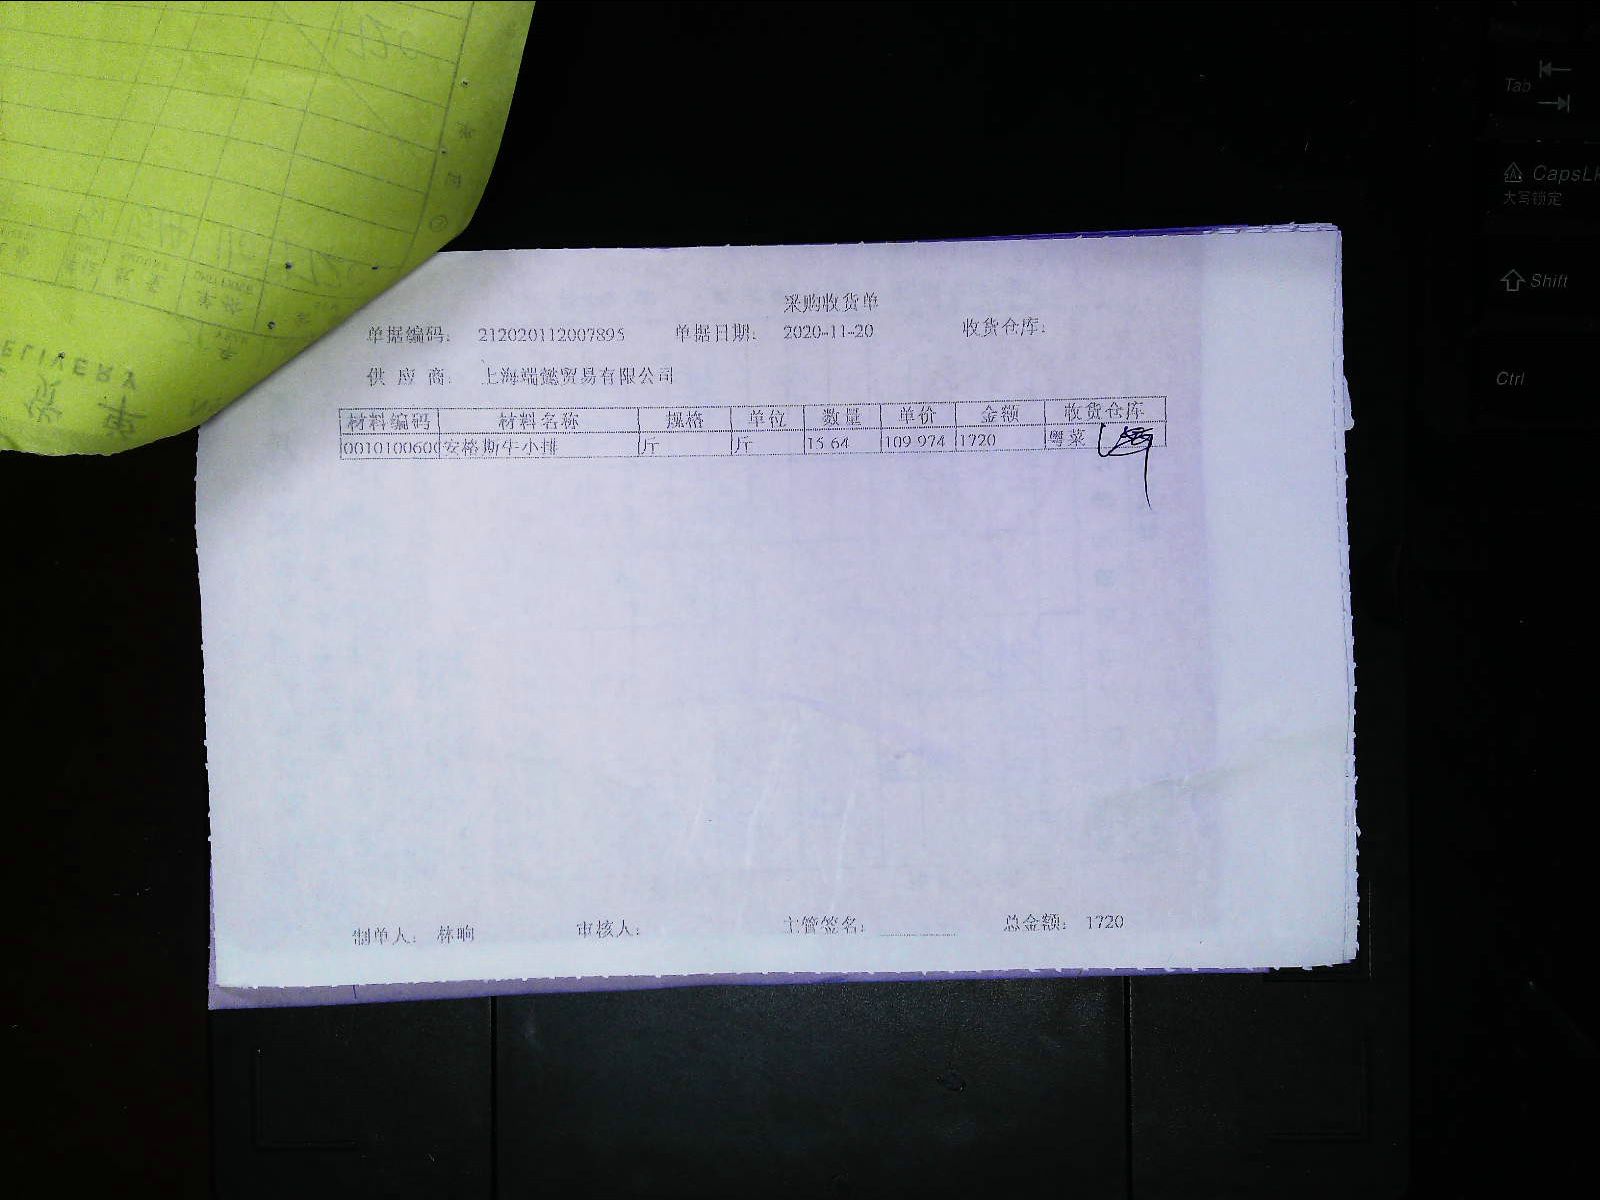 采购收货单
单据编码： 212020112007895 单据日期： 2020-11-20 收货仓库：
供 应 商： 上海端懿贸易有限公司
材料编码 材料名称 规格 单位 数量 单价 金额 收货仓库
0010100600 安格斯牛小排 斤 斤 15.64 109.974 1720 粤菜
制单人： 林晌 审核人： 主管签名： 总金额： 1720
Tab
CapsLk
大写锁定
Shift
Ctrl